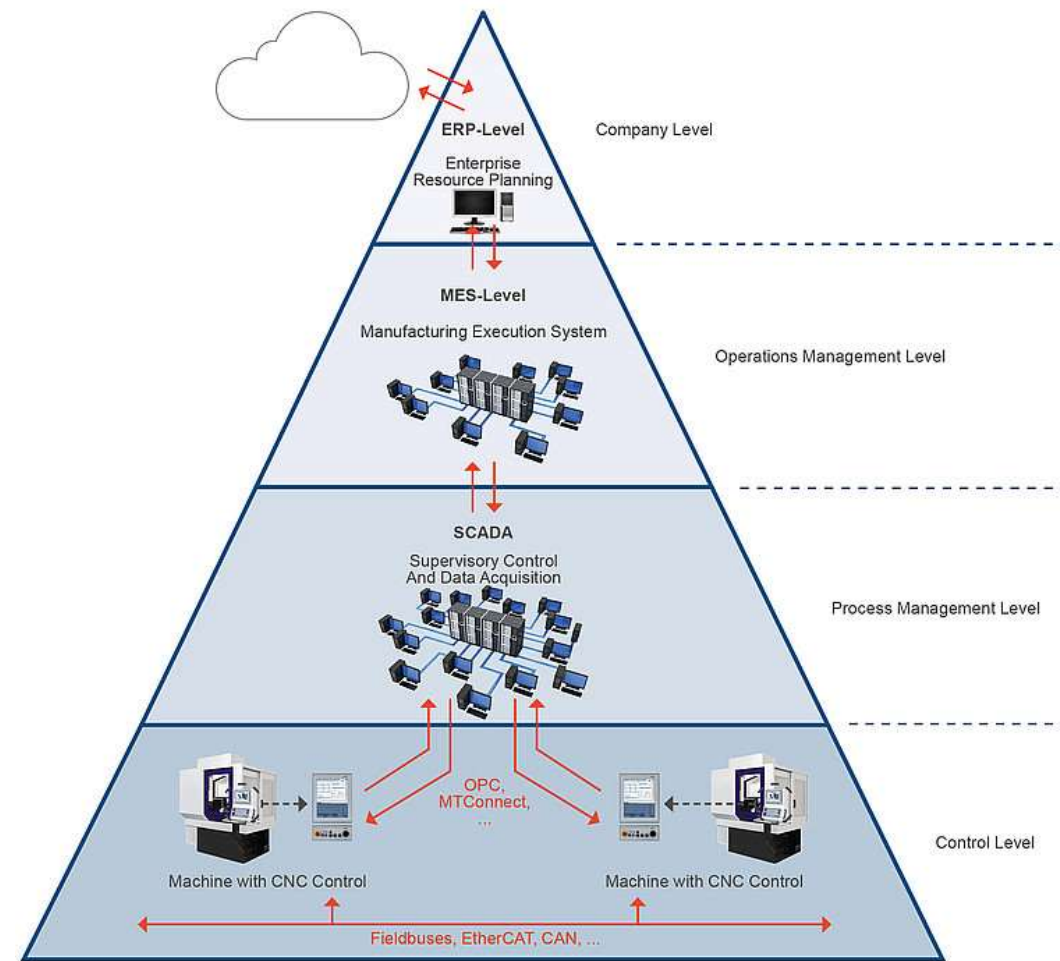 ERP-Level
Company Level
Enterprise
Resource Planning
MES-Level
Manufacturing Execution System
Operations Management Level
SCADA
Supervisory Control
And Data Acquisition
Process Management Level
OPC,
MTConnect,
...
Control Level
Machine with CNC Control
Machine with CNC Control
Fieldbuses, EtherCAT, CAN, ...